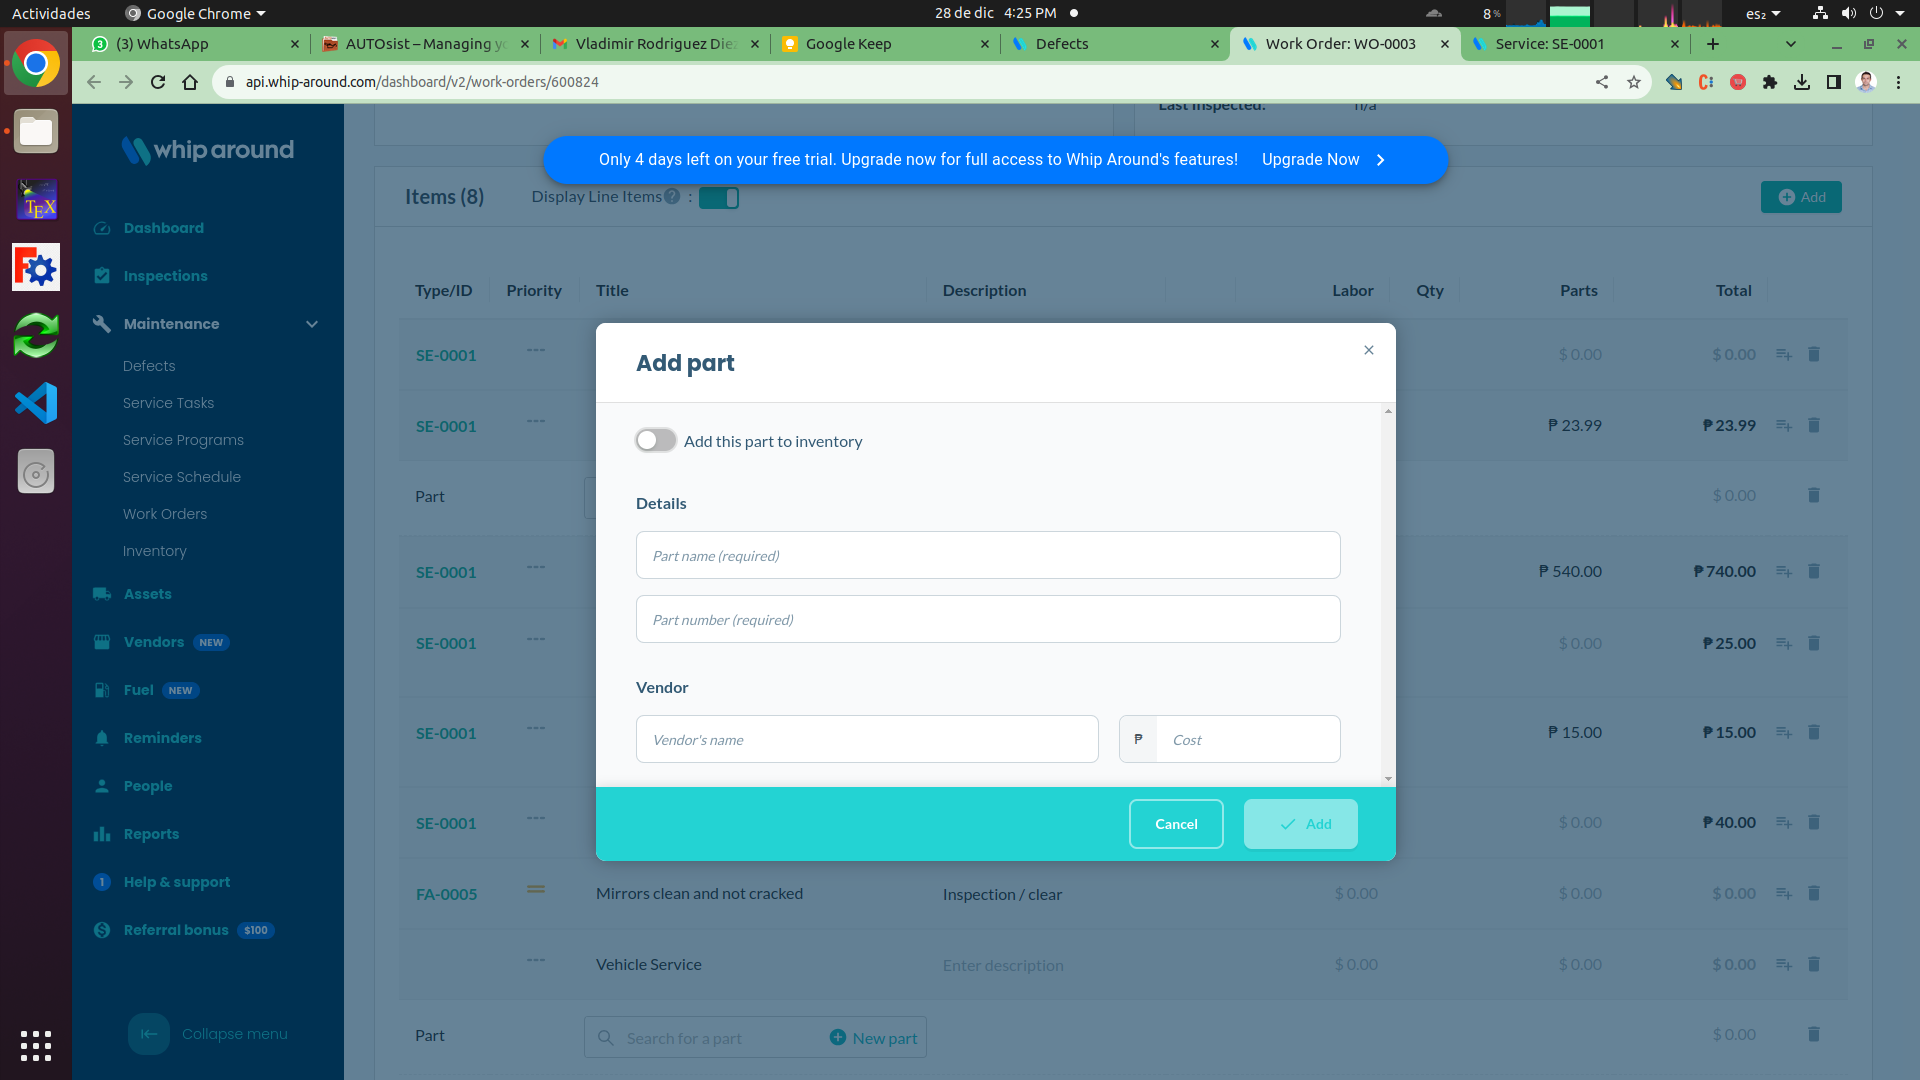 Actividades
Google Chrome
28 de dic 4:25 PM
8 %
es₂
(3) WhatsApp
AUTOsist – Managing yo
Vladimir Rodriguez Diez
Google Keep
Defects
Work Order: WO-0003
Service: SE-0001
api.whip-around.com/dashboard/v2/work-orders/600824
whip around
Dashboard
Inspections
Maintenance
Defects
Service Tasks
Service Programs
Service Schedule
Work Orders
Inventory
Assets
Vendors NEW
Fuel NEW
Reminders
People
Reports
1 Help & support
Referral bonus $100
Collapse menu
Last Inspected: n/a
Only 4 days left on your free trial. Upgrade now for full access to Whip Around's features! Upgrade Now
Items (8)
Display Line Items ? :
Add
Type/ID Priority Title Description Labor Qty Parts Total
SE-0001 --- $ 0.00 $ 0.00
SE-0001 --- ₱ 23.99 ₱ 23.99
Part $ 0.00
SE-0001 --- ₱ 540.00 ₱ 740.00
SE-0001 --- $ 0.00 ₱ 25.00
SE-0001 --- ₱ 15.00 ₱ 15.00
SE-0001 --- $ 0.00 ₱ 40.00
FA-0005 Mirrors clean and not cracked Inspection / clear $ 0.00 $ 0.00 $ 0.00
--- Vehicle Service Enter description $ 0.00 $ 0.00 $ 0.00
Part Search for a part New part $ 0.00
Add part
×
Add this part to inventory
Details
Part name (required)
Part number (required)
Vendor
Vendor's name
₱ Cost
Cancel
Add